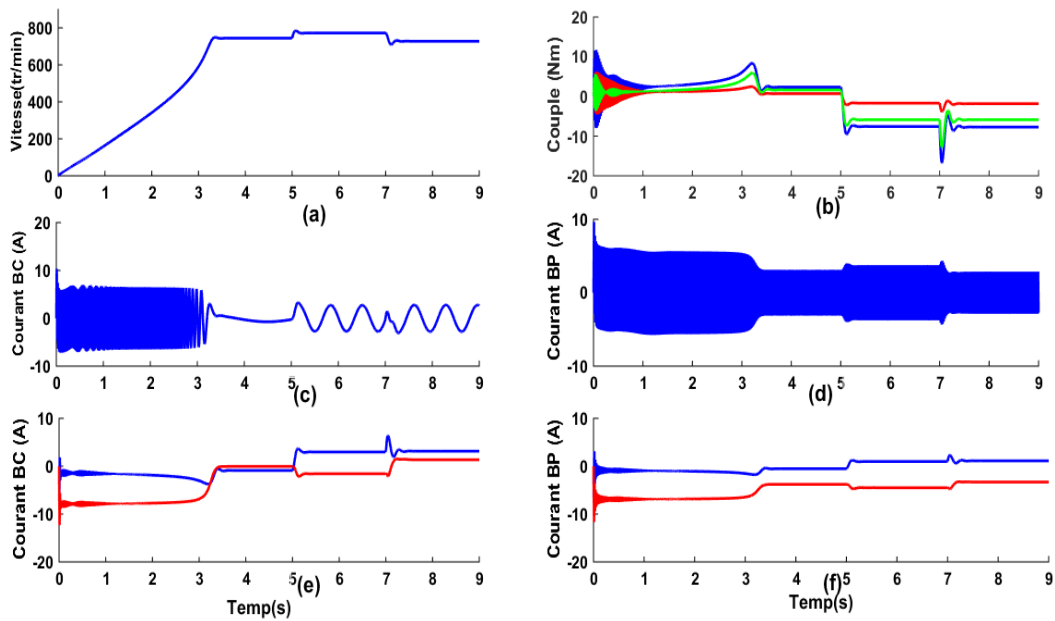 Vitesse(tr/min)
800
600
400
200
0
0 1 2 3 4 5 6 7 8 9
(a)
Couple (Nm)
20
10
0
-10
-20
0 1 2 3 4 5 6 7 8 9
(b)
Courant BC (A)
20
10
0
-10
0 1 2 3 4 5 6 7 8 9
(c)
Courant BP (A)
10
0
-10
0 1 2 3 4 5 6 7 8 9
(d)
Courant BC (A)
10
0
-10
-20
0 1 2 3 4 5 6 7 8 9
(e)
Temp(s)
Courant BP (A)
10
0
-10
-20
0 1 2 3 4 5 6 7 8 9
(f)
Temp(s)